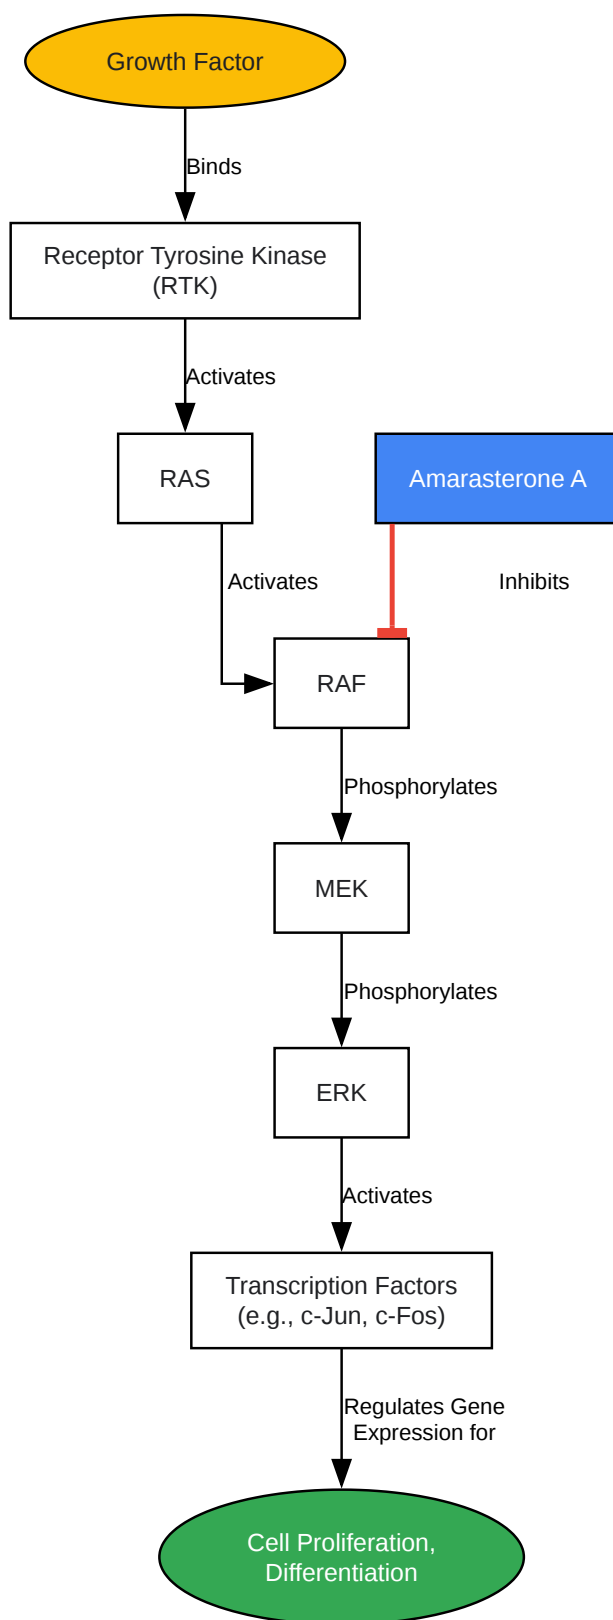 Growth Factor
Binds
Receptor Tyrosine Kinase
(RTK)
Activates
RAS
Amarasterone A
Activates
Inhibits
RAF
Phosphorylates
MEK
Phosphorylates
ERK
Activates
Transcription Factors
(e.g., c-Jun, c-Fos)
Regulates Gene
Expression for
Cell Proliferation,
Differentiation